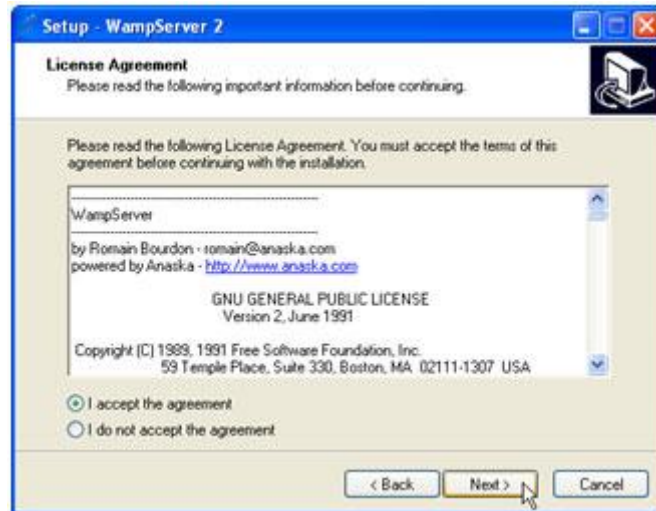 Setup - WampServer 2
License Agreement
Please read the following important information before continuing.
Please read the following License Agreement. You must accept the terms of this
agreement before continuing with the installation.
----------------------------------------------------------------
WampServer
----------------------------------------------------------------
by Romain Bourdon - romain@anaska.com
powered by Anaska - http://www.anaska.com
GNU GENERAL PUBLIC LICENSE
Version 2, June 1991
Copyright (C) 1989, 1991 Free Software Foundation, Inc.
59 Temple Place, Suite 330, Boston, MA  02111-1307  USA
I accept the agreement
I do not accept the agreement
< Back Next > Cancel